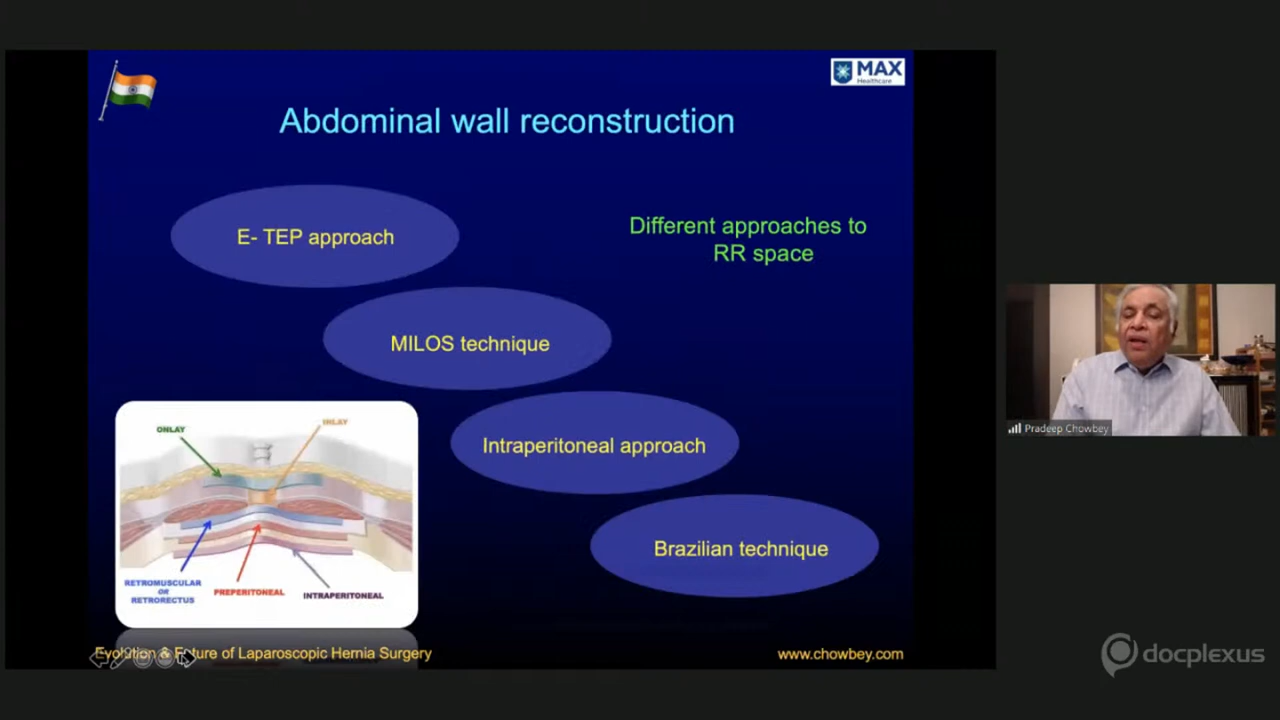 MAX
Healthcare
Abdominal wall reconstruction
E- TEP approach
Different approaches to
RR space
MILOS technique
Intraperitoneal approach
Brazilian technique
ONLAY
INLAY
RETROMUSCULAR
OR
RETRORECTUS
PREPERITONEAL
INTRAPERITONEAL
Evolution & Future of Laparoscopic Hernia Surgery
www.chowbey.com
Pradeep Chowbey
docplexus